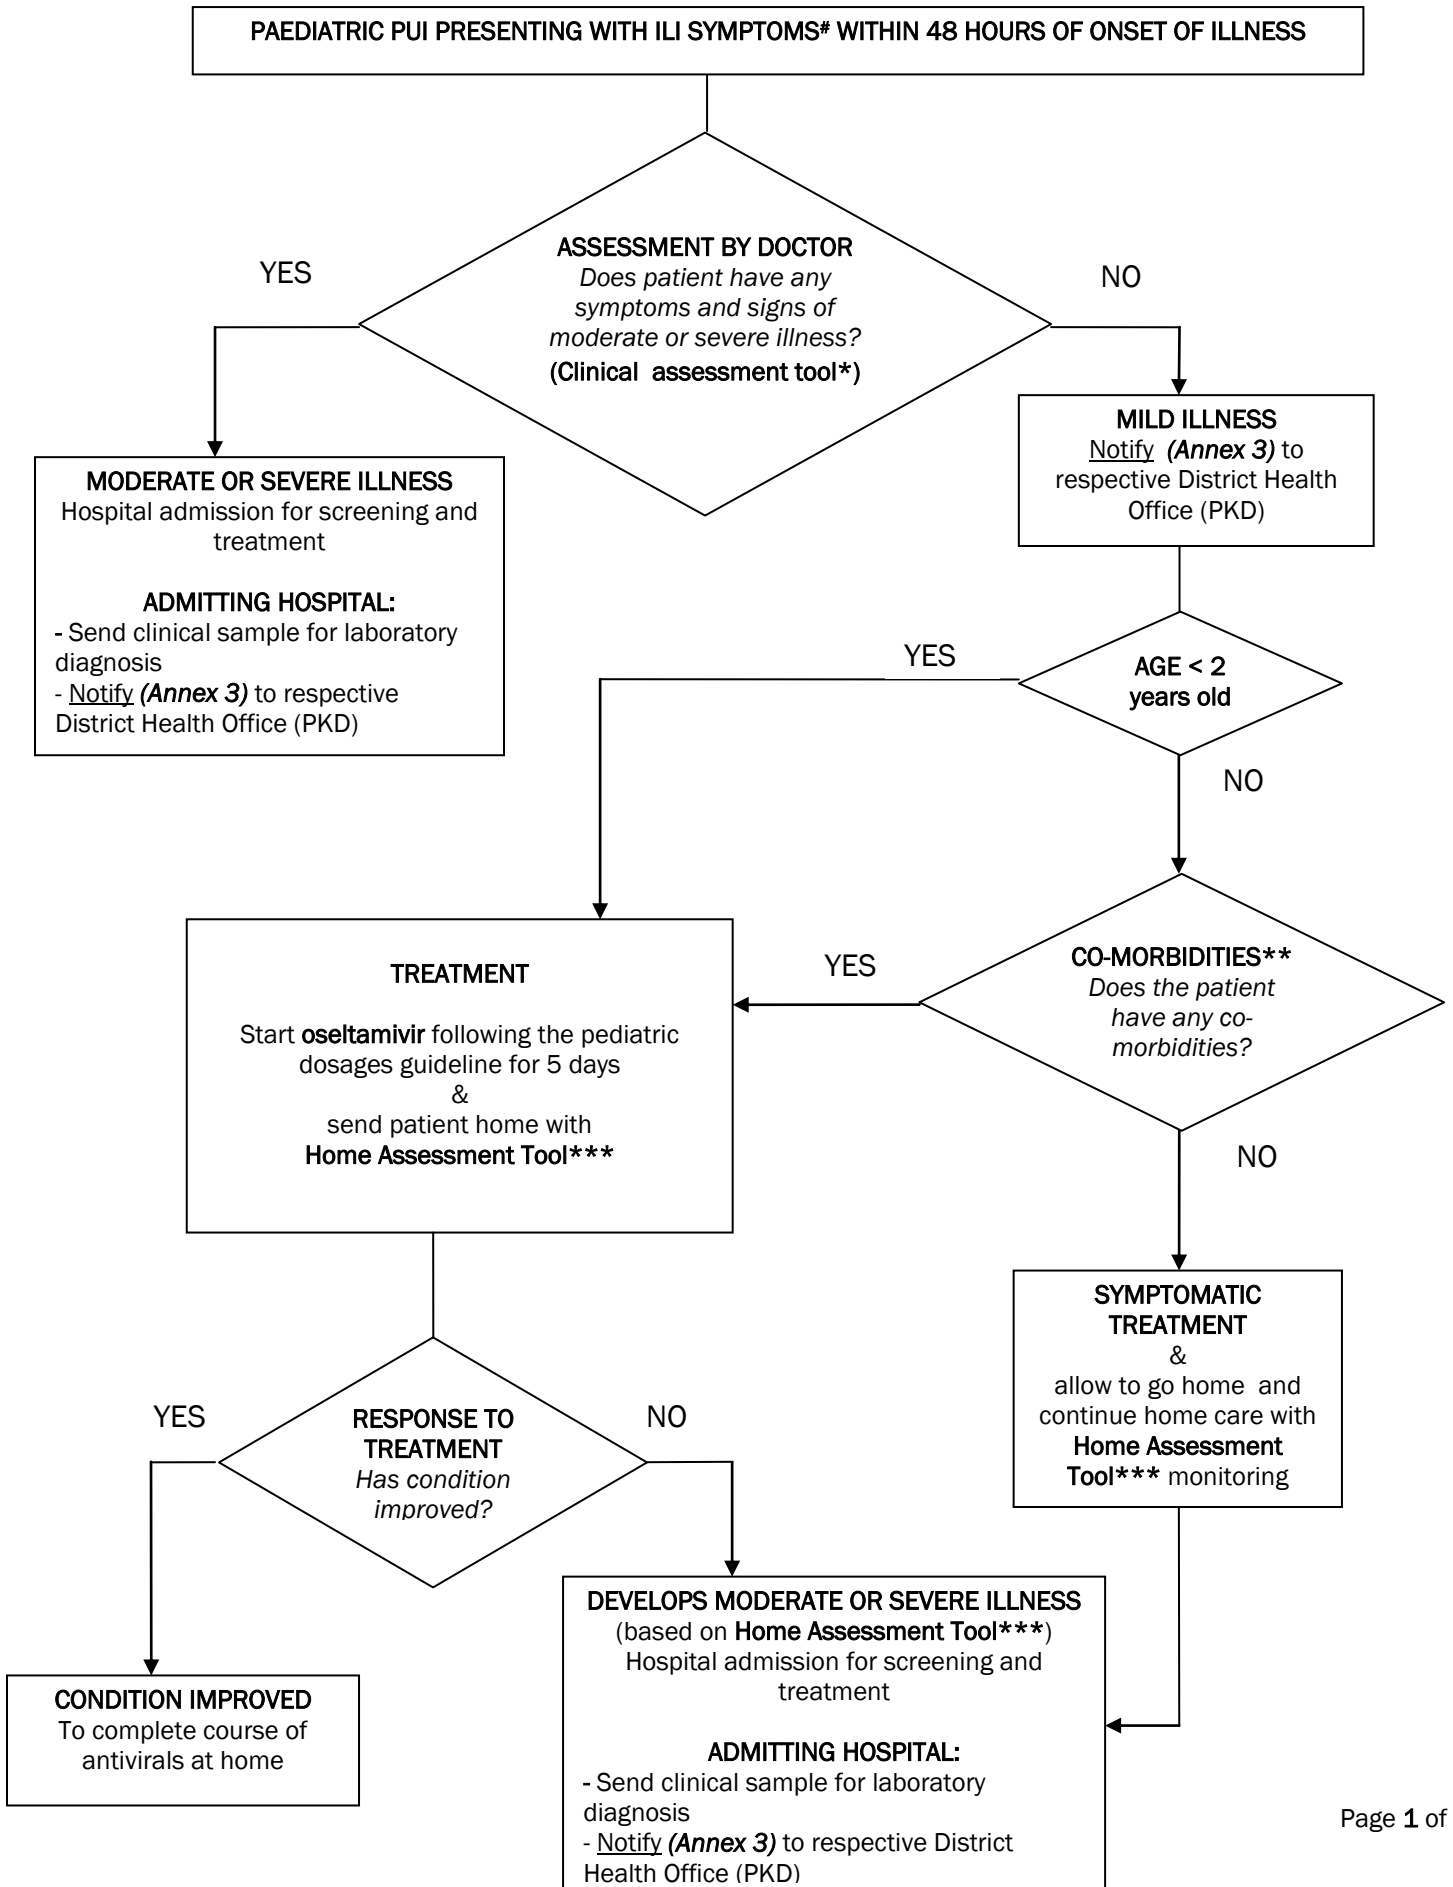 PAEDIATRIC PUI PRESENTING WITH ILI SYMPTOMS# WITHIN 48 HOURS OF ONSET OF ILLNESS
ASSESSMENT BY DOCTOR
Does patient have any
symptoms and signs of
moderate or severe illness?
(Clinical assessment tool*)
YES
NO
MODERATE OR SEVERE ILLNESS
Hospital admission for screening and
treatment
ADMITTING HOSPITAL:
- Send clinical sample for laboratory
diagnosis
- Notify (Annex 3) to respective
District Health Office (PKD)
MILD ILLNESS
Notify (Annex 3) to
respective District Health
Office (PKD)
AGE < 2
years old
YES
NO
CO-MORBIDITIES**
Does the patient
have any co-
morbidities?
YES
NO
TREATMENT
Start oseltamivir following the pediatric
dosages guideline for 5 days
&
send patient home with
Home Assessment Tool***
SYMPTOMATIC
TREATMENT
&
allow to go home and
continue home care with
Home Assessment
Tool*** monitoring
RESPONSE TO
TREATMENT
Has condition
improved?
YES
NO
CONDITION IMPROVED
To complete course of
antivirals at home
DEVELOPS MODERATE OR SEVERE ILLNESS
(based on Home Assessment Tool***)
Hospital admission for screening and
treatment
ADMITTING HOSPITAL:
- Send clinical sample for laboratory
diagnosis
- Notify (Annex 3) to respective District
Health Office (PKD)
Page 1 of